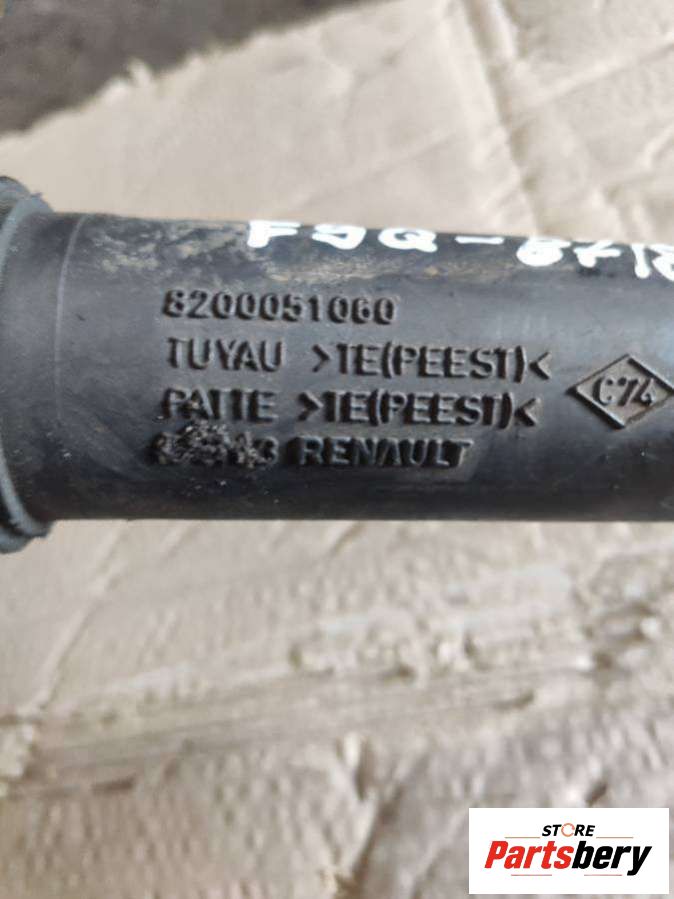 F9Q-
8200051060
TUYAU >TE(PEEST)<
PATTE >TE(PEEST)<
C74
RENAULT
STORE
Partsbery